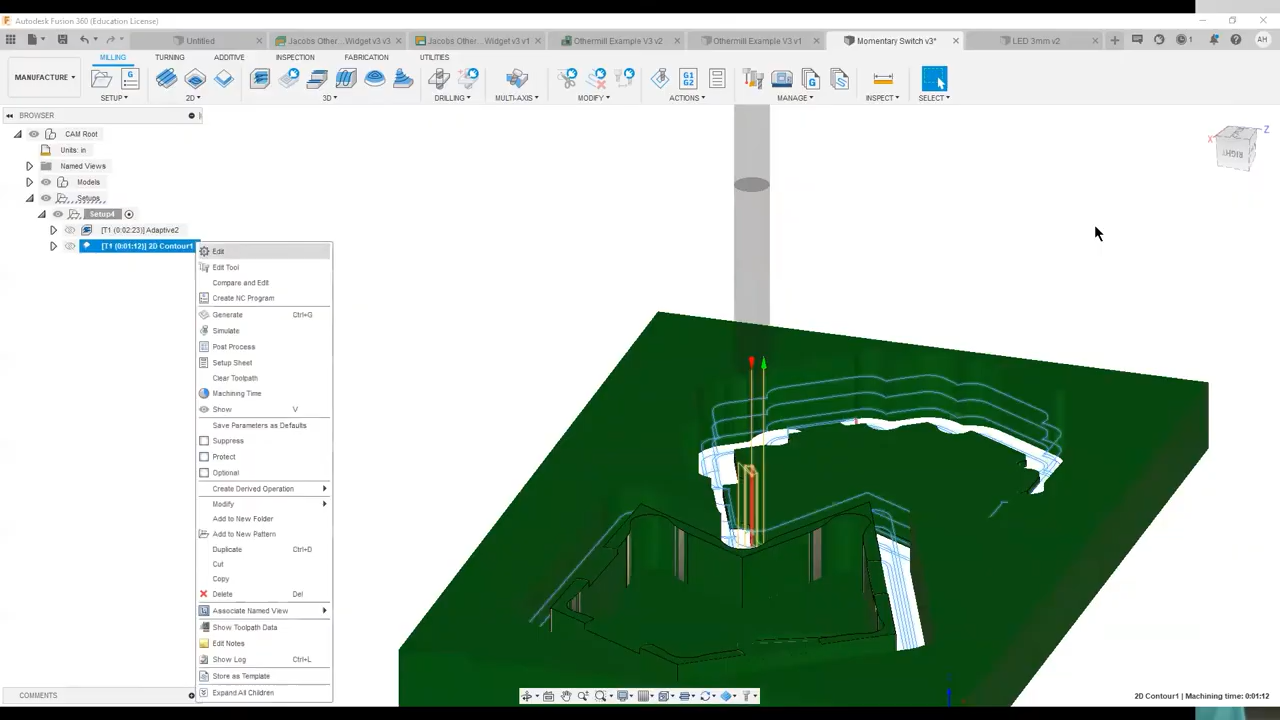 Autodesk Fusion 360 (Education License)
Untitled
Jacobs Other...Widget v3 v3
Jacobs Other...Widget v3 v1
Othermill Example V3 v2
Othermill Example V3 v1
Momentary Switch v3*
LED 3mm v2
1
AH
MILLING TURNING ADDITIVE INSPECTION FABRICATION UTILITIES
MANUFACTURE
G1
G2
SETUP 2D 3D DRILLING MULTI-AXIS MODIFY ACTIONS MANAGE INSPECT SELECT
BROWSER
CAM Root
Units: in
Named Views
Models
Setups
Setup4
[T1 (0:02:23)] Adaptive2
[T1 (0:01:12)] 2D Contour1
Edit
Edit Tool
Compare and Edit
Create NC Program
Generate Ctrl+G
Simulate
Post Process
Setup Sheet
Clear Toolpath
Machining Time
Show V
Save Parameters as Defaults
Suppress
Protect
Optional
Create Derived Operation
Modify
Add to New Folder
Add to New Pattern
Duplicate Ctrl+D
Cut
Copy
Delete Del
Associate Named View
Show Toolpath Data
Edit Notes
Show Log Ctrl+L
Store as Template
Expand All Children
X
Z
RIGHT
COMMENTS
2D Contour1 | Machining time: 0:01:12